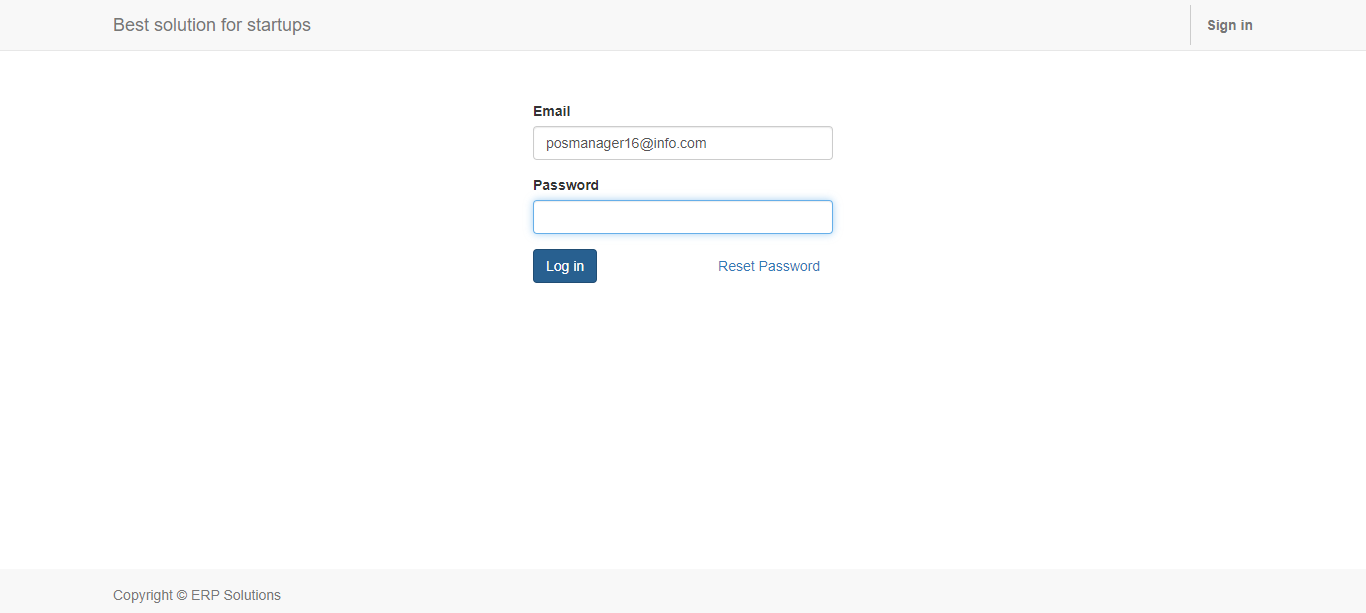 Best solution for startups
Sign in
Email
posmanager16@info.com
Password
Log in
Reset Password
Copyright © ERP Solutions